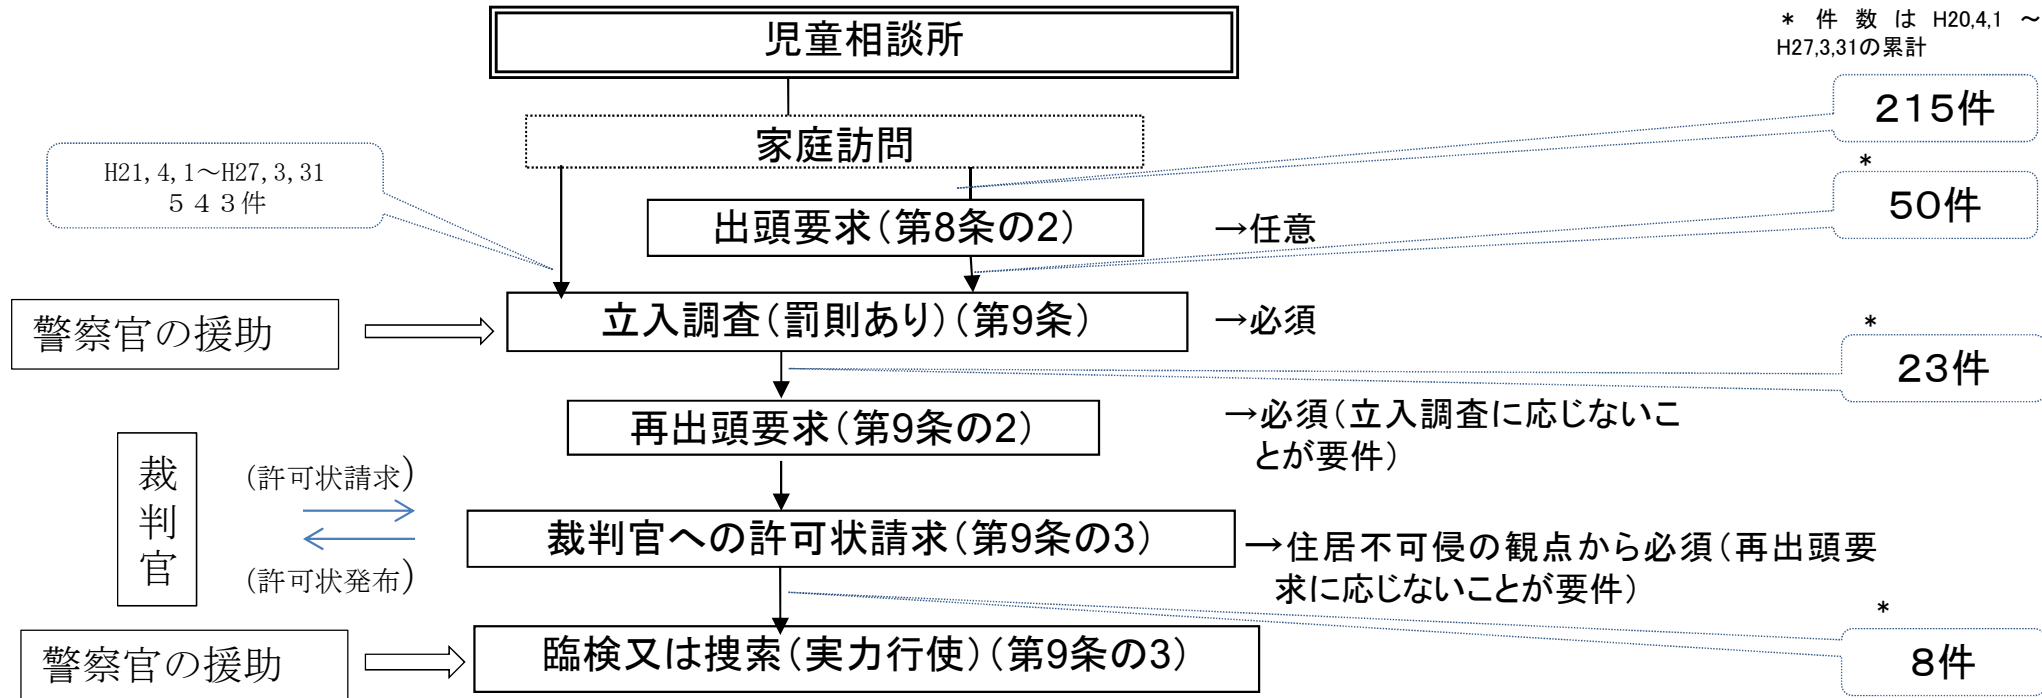 児童相談所
* 件 数 は H20,4,1 ~
H27,3,31の累計
215件
家庭訪問
H21,4,1～H27,3,31
５４３件
*
50件
出頭要求（第8条の2）
→任意
警察官の援助
立入調査（罰則あり）（第9条）
→必須
*
23件
再出頭要求（第9条の2）
→必須（立入調査に応じないこ
とが要件）
裁判官
（許可状請求）
（許可状発布）
裁判官への許可状請求（第9条の3）
→住居不可侵の観点から必須（再出頭要
求に応じないことが要件）
*
8件
警察官の援助
臨検又は捜索（実力行使）（第9条の3）